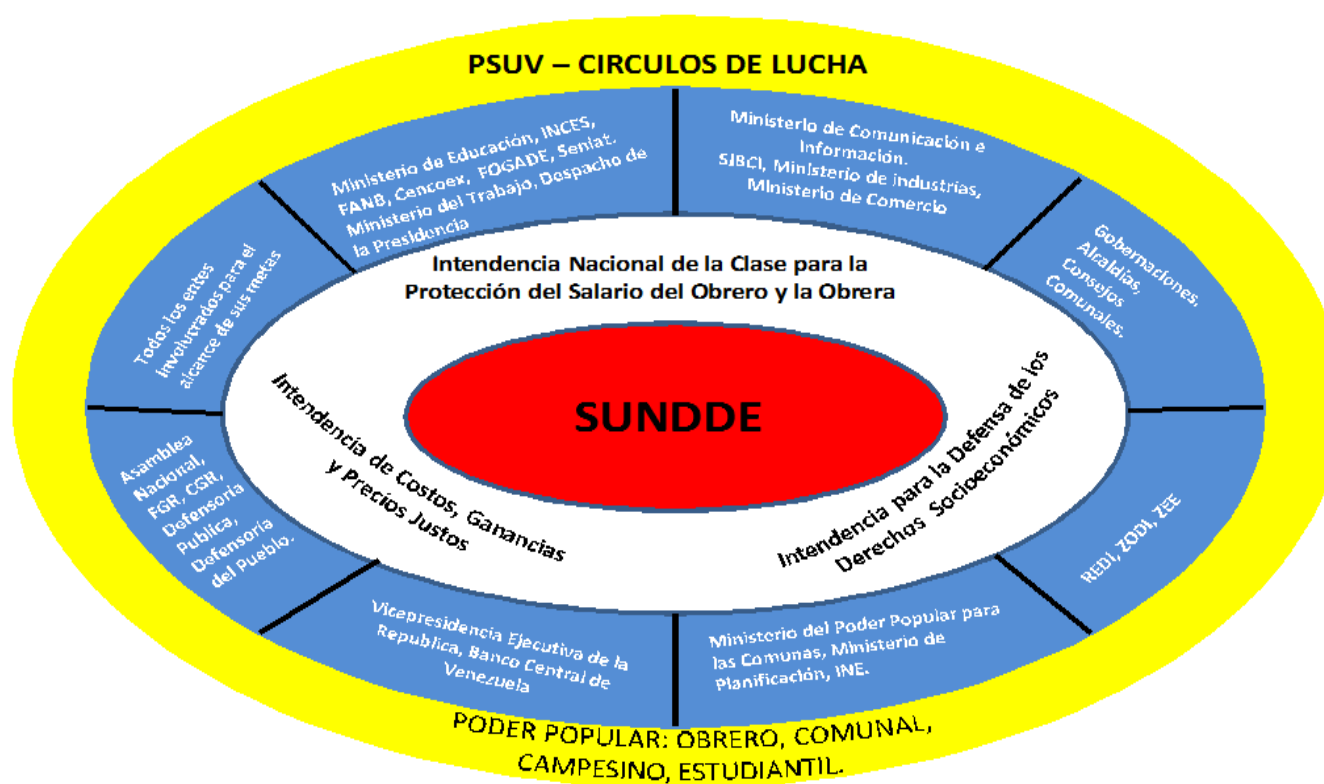 PSUV – CIRCULOS DE LUCHA
Ministerio de Educación, INCES,
FANB, Cencoex, FOGADE, Seniat.
Ministerio del Trabajo, Despacho de
la Presidencia
Ministerio de Comunicación e
Información.
SIBCI, Ministerio de industrias,
Ministerio de Comercio
Gobernaciones,
Alcaldías,
Consejos
Comunales,
REDI, ZODI, ZEE
Ministerio del Poder Popular para
las Comunas, Ministerio de
Planificación, INE.
Vicepresidencia Ejecutiva de la
Republica, Banco Central de
Venezuela
Asamblea
Nacional,
FGR, CGR,
Defensoria
Publica,
Defensoría
del Pueblo.
Todos los entes
involucrados para el
alcance de sus metas
Intendencia Nacional de la Clase para la
Protección del Salario del Obrero y la Obrera
Intendencia para la Defensa de los
Derechos Socioeconómicos
Intendencia de Costos, Ganancias
y Precios Justos
SUNDDE
PODER POPULAR: OBRERO, COMUNAL,
CAMPESINO, ESTUDIANTIL.